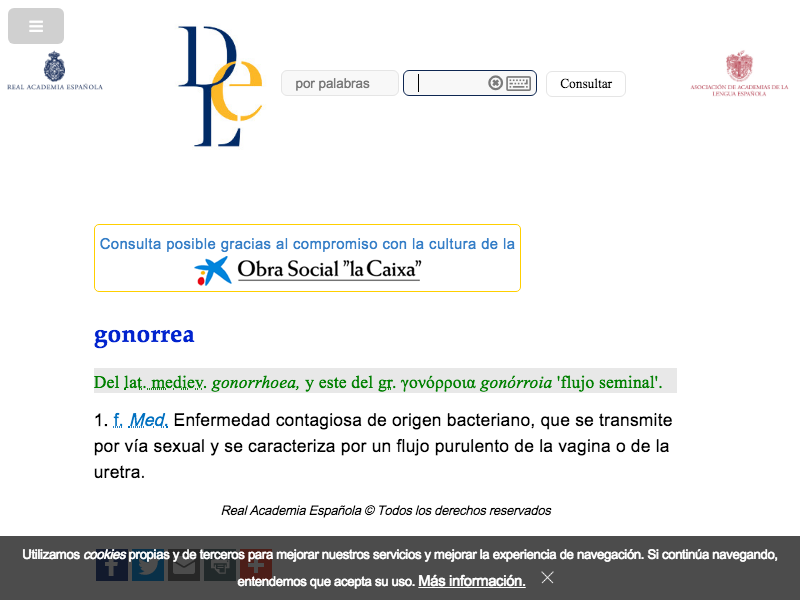 REAL ACADEMIA ESPAÑOLA
DLe
por palabras
Consultar
ASOCIACIÓN DE ACADEMIAS DE LA
LENGUA ESPAÑOLA
Consulta posible gracias al compromiso con la cultura de la
Obra Social "la Caixa"
gonorrea
Del lat. mediev. gonorrhoea, y este del gr. γονόρροια gonórroia 'flujo seminal'.
1. f. Med. Enfermedad contagiosa de origen bacteriano, que se transmite
por vía sexual y se caracteriza por un flujo purulento de la vagina o de la
uretra.
Real Academia Española © Todos los derechos reservados
Utilizamos cookies propias y de terceros para mejorar nuestros servicios y mejorar la experiencia de navegación. Si continúa navegando,
entendemos que acepta su uso. Más información.